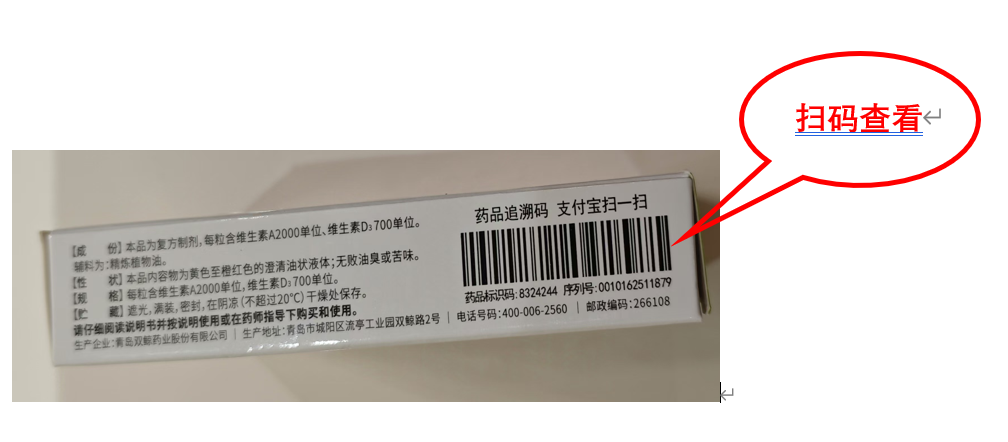 扫码查看
药品追溯码 支付宝扫一扫
药品标识码:8324244 序列号:0010162511879
【成 份】本品为复方制剂,每粒含维生素A2000单位、维生素D₃700单位。
辅料为:精炼植物油。
【性 状】本品内容物为黄色至橙红色的澄清油状液体;无败油臭或苦味。
【规 格】每粒含维生素A2000单位,维生素D₃700单位。
【贮 藏】遮光,满装,密封,在阴凉(不超过20℃)干燥处保存。
请仔细阅读说明书并按说明使用或在药师指导下购买和使用。
生产企业:青岛双鲸药业股份有限公司 | 生产地址:青岛市城阳区流亭工业园双鲸路2号 | 电话号码:400-006-2560 | 邮政编码:266108